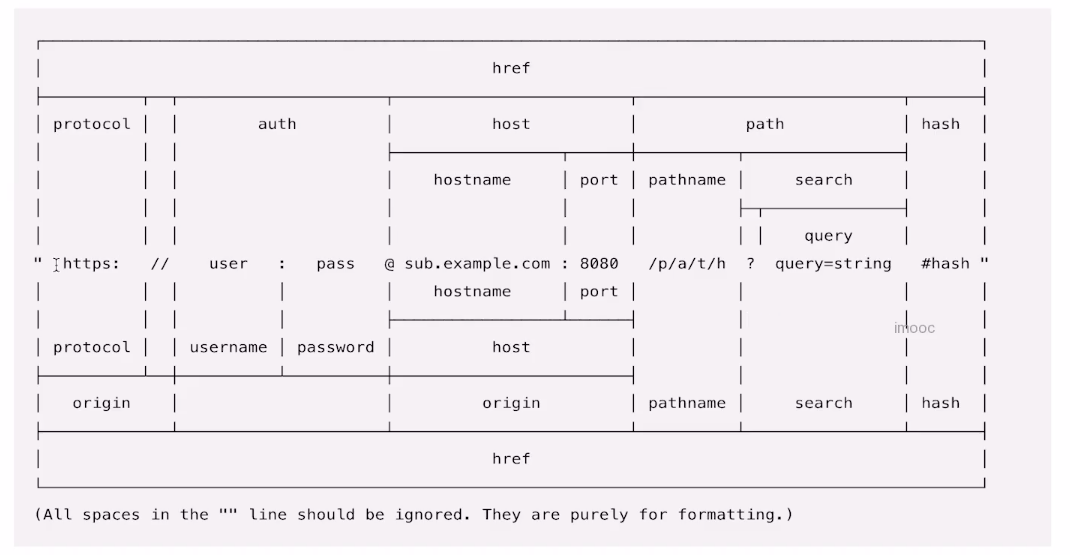 href
protocol auth host path hash
hostname port pathname search
query
" https: // user : pass @ sub.example.com : 8080 /p/a/t/h ? query=string #hash "
hostname port
imooc
protocol username password host
origin origin pathname search hash
href
(All spaces in the "" line should be ignored. They are purely for formatting.)